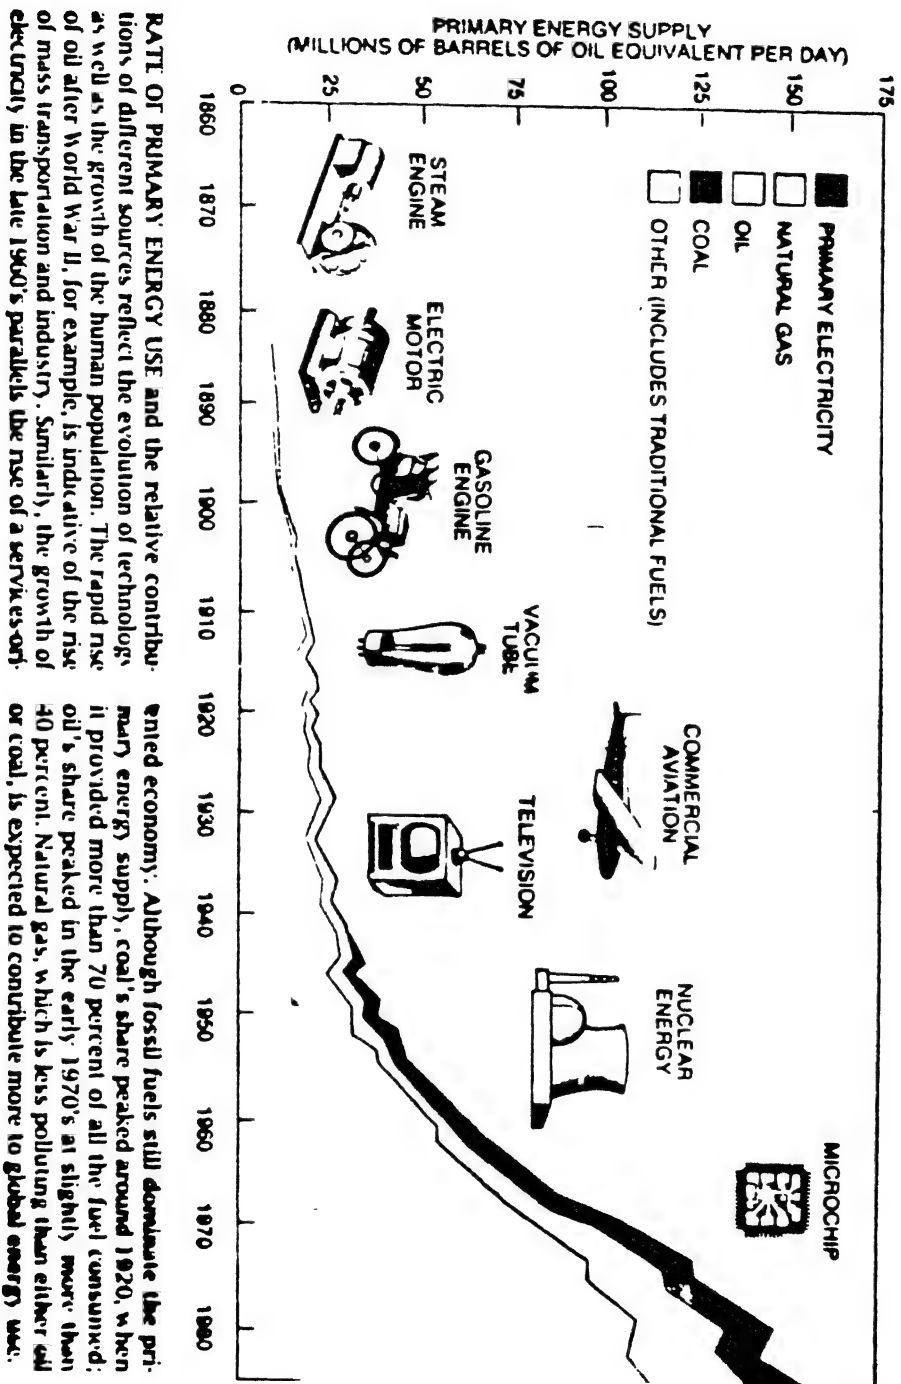 PRIMARY ENERGY SUPPLY
(MILLIONS OF BARRELS OF OIL EQUIVALENT PER DAY)
175
150
125
100
75
50
25
0
PRIMARY ELECTRICITY
NATURAL GAS
OIL
COAL
OTHER (INCLUDES TRADITIONAL FUELS)
STEAM
ENGINE
ELECTRIC
MOTOR
GASOLINE
ENGINE
VACUUM
TUBE
COMMERCIAL
AVIATION
TELEVISION
NUCLEAR
ENERGY
MICROCHIP
1860
1870
1880
1890
1900
1910
1920
1930
1940
1950
1960
1970
1980
RATE OF PRIMARY ENERGY USE and the relative contribu-
tions of different sources reflect the evolution of technology
as well as the growth of the human population. The rapid rise
of oil after World War II, for example, is indicative of the rise
of mass transportation and industry. Similarly, the growth of
electricity in the late 1960's parallels the rise of a services-ori-
ented economy. Although fossil fuels still dominate the pri-
mary energy supply, coal's share peaked around 1920, when
it provided more than 70 percent of all the fuel consumed;
oil's share peaked in the early 1970's at slightly more than
40 percent. Natural gas, which is less polluting than either oil
or coal, is expected to contribute more to global energy use.